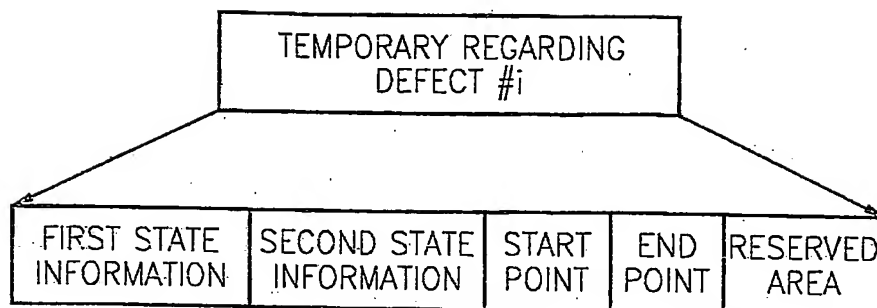 TEMPORARY REGARDING
DEFECT #i
FIRST STATE
INFORMATION
SECOND STATE
INFORMATION
START
POINT
END
POINT
RESERVED
AREA